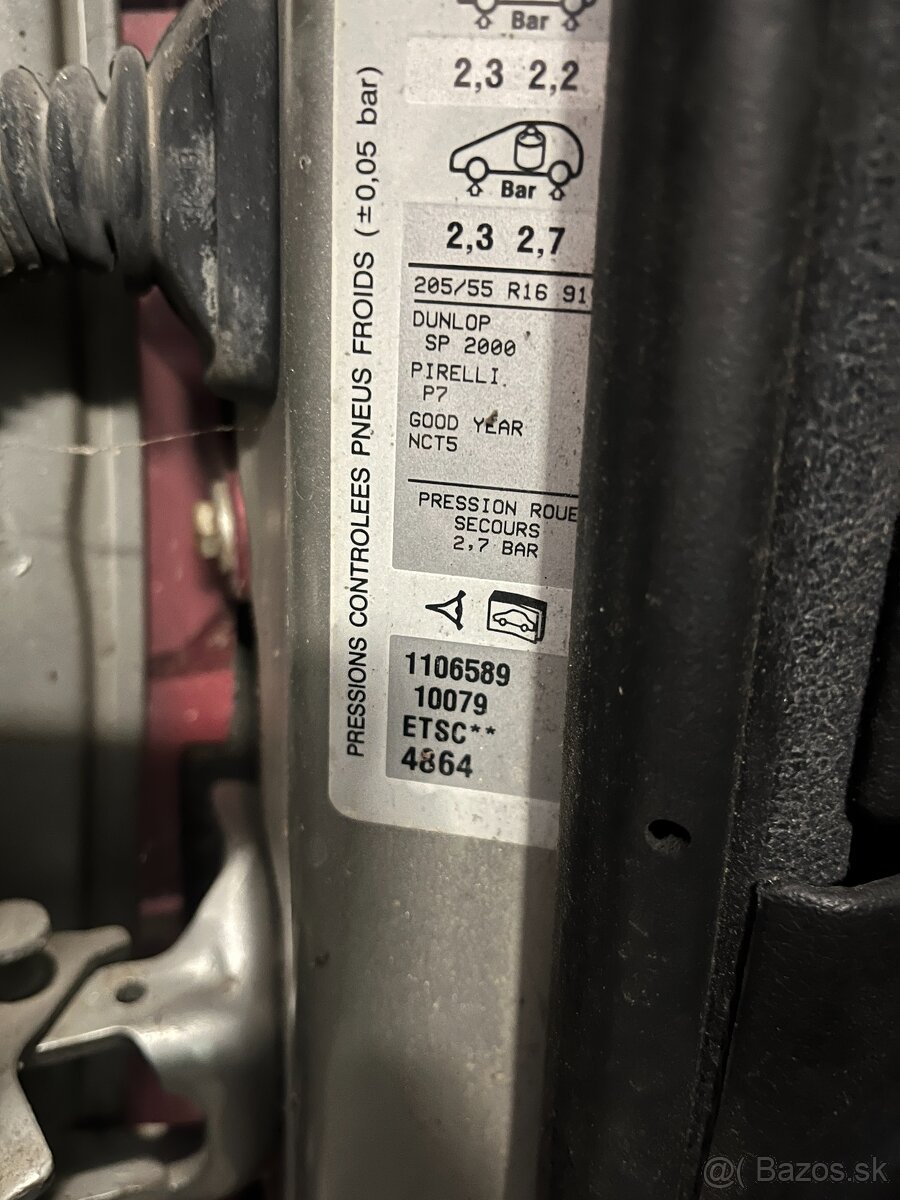 Bar
2,3 2,2
Bar
2,3 2,7
205/55 R16 91
DUNLOP
SP 2000
PIRELLI
P7
GOOD YEAR
NCT5
PRESSION ROUE
SECOURS
2,7 BAR
PRESSIONS CONTROLEES PNEUS FROIDS (±0,05 bar)
1106589
10079
ETSC**
4864
@( Bazos.sk